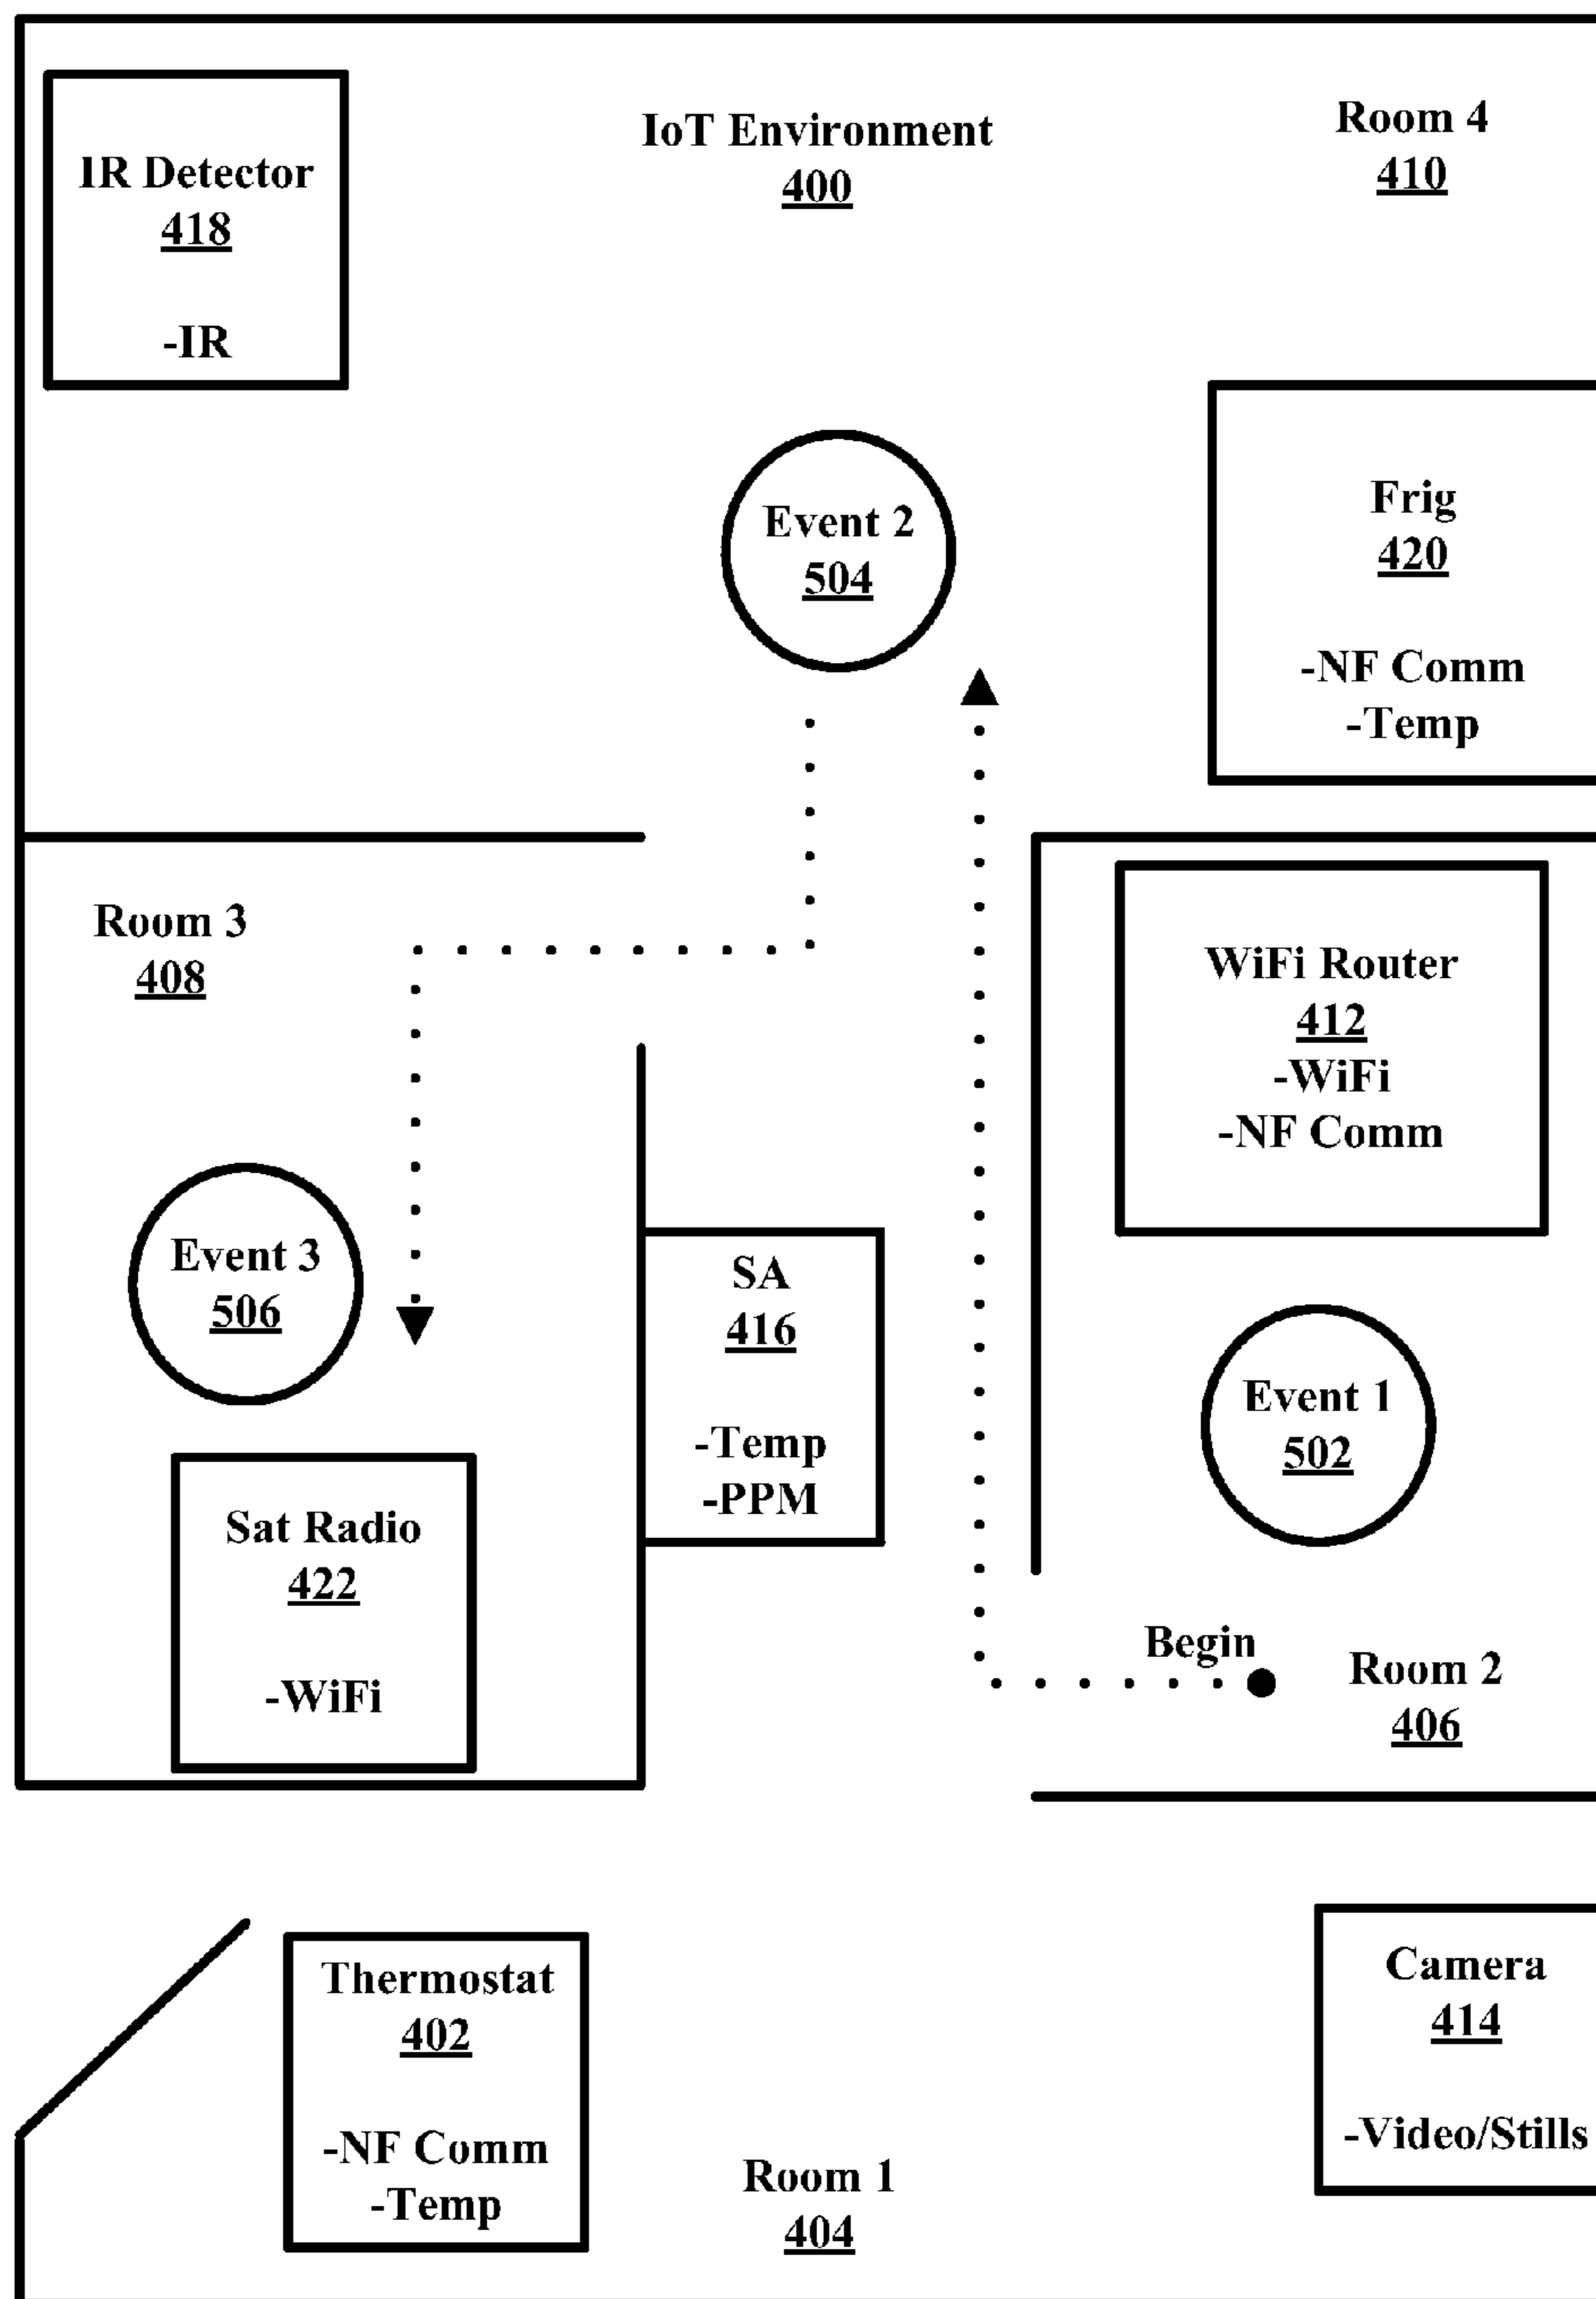 IoT Environment
400
Room 4
410
IR Detector
418
-IR
Event 2
504
Frig
420
-NF Comm
-Temp
Room 3
408
WiFi Router
412
-WiFi
-NF Comm
Event 3
506
SA
416
-Temp
-PPM
Event 1
502
Sat Radio
422
-WiFi
Begin
Room 2
406
Thermostat
402
-NF Comm
-Temp
Room 1
404
Camera
414
-Video/Stills